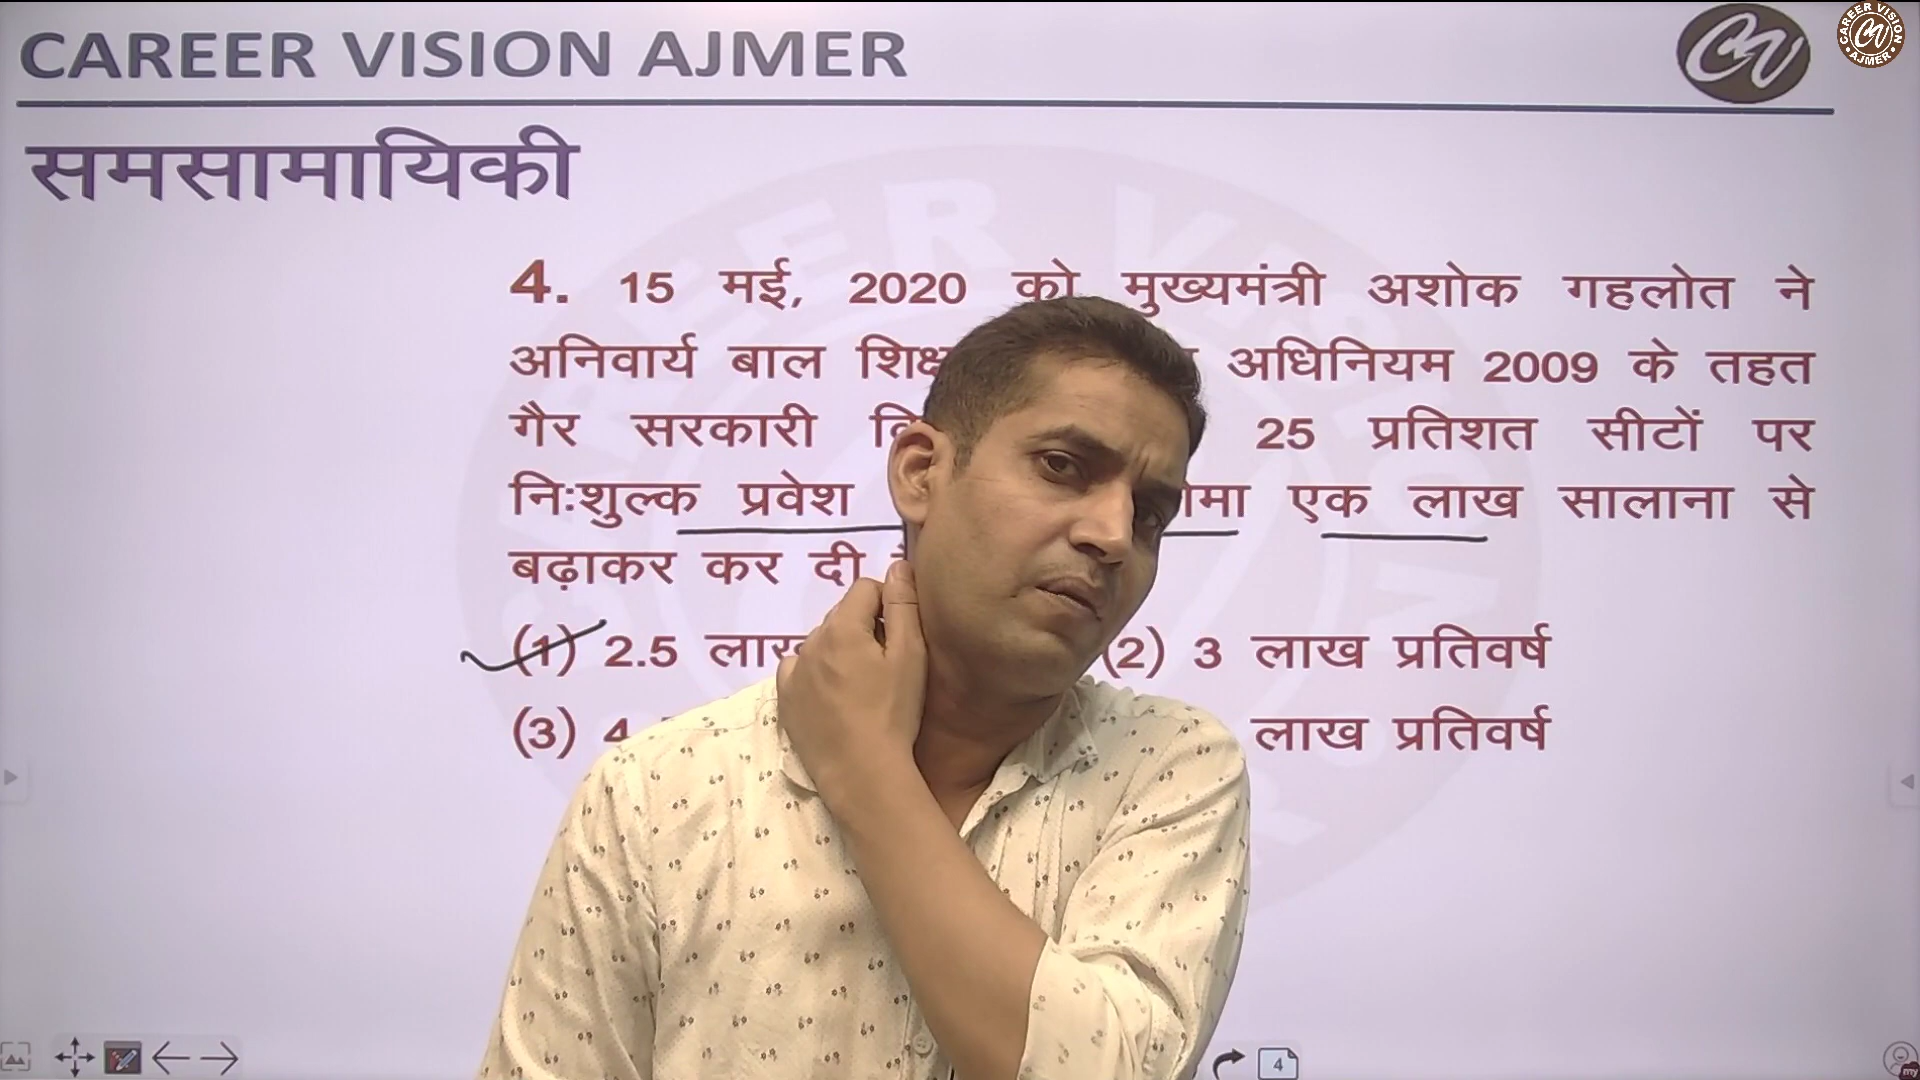 CAREER VISION AJMER
CAREER VISION
AJMER
समसामायिकी
4. 15 मई, 2020 को मुख्यमंत्री अशोक गहलोत ने
अनिवार्य बाल अधिनियम 2009 के तहत
गैर सरकारी 25 प्रतिशत सीटों पर
निःशुल्क प्रवेश एक लाख सालाना से
बढ़ाकर कर दी
(1) 2.5 (2) 3 लाख प्रतिवर्ष
(3) लाख प्रतिवर्ष
4